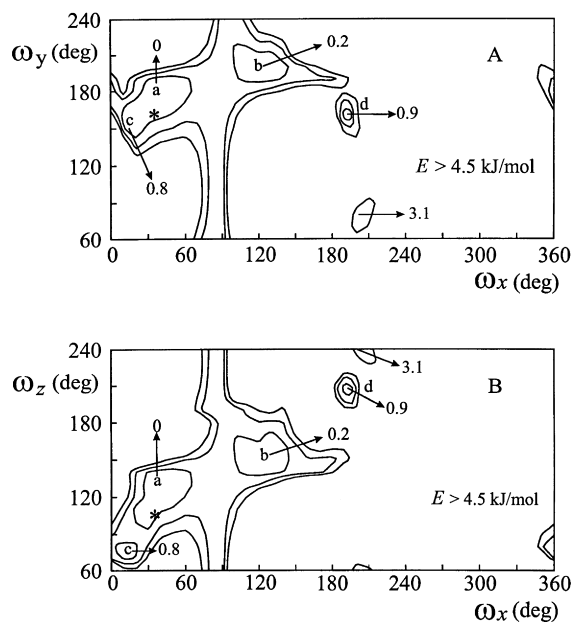 240
ωy (deg)
180
120
60
0
60
120
180
240
300
360
ωx (deg)
0
0.2
A
a
b
c
*
d
0.9
0.8
E > 4.5 kJ/mol
3.1
240
ωz (deg)
180
120
60
0
60
120
180
240
300
360
ωx (deg)
3.1
B
d
0.9
0
0.2
a
b
*
c
0.8
E > 4.5 kJ/mol